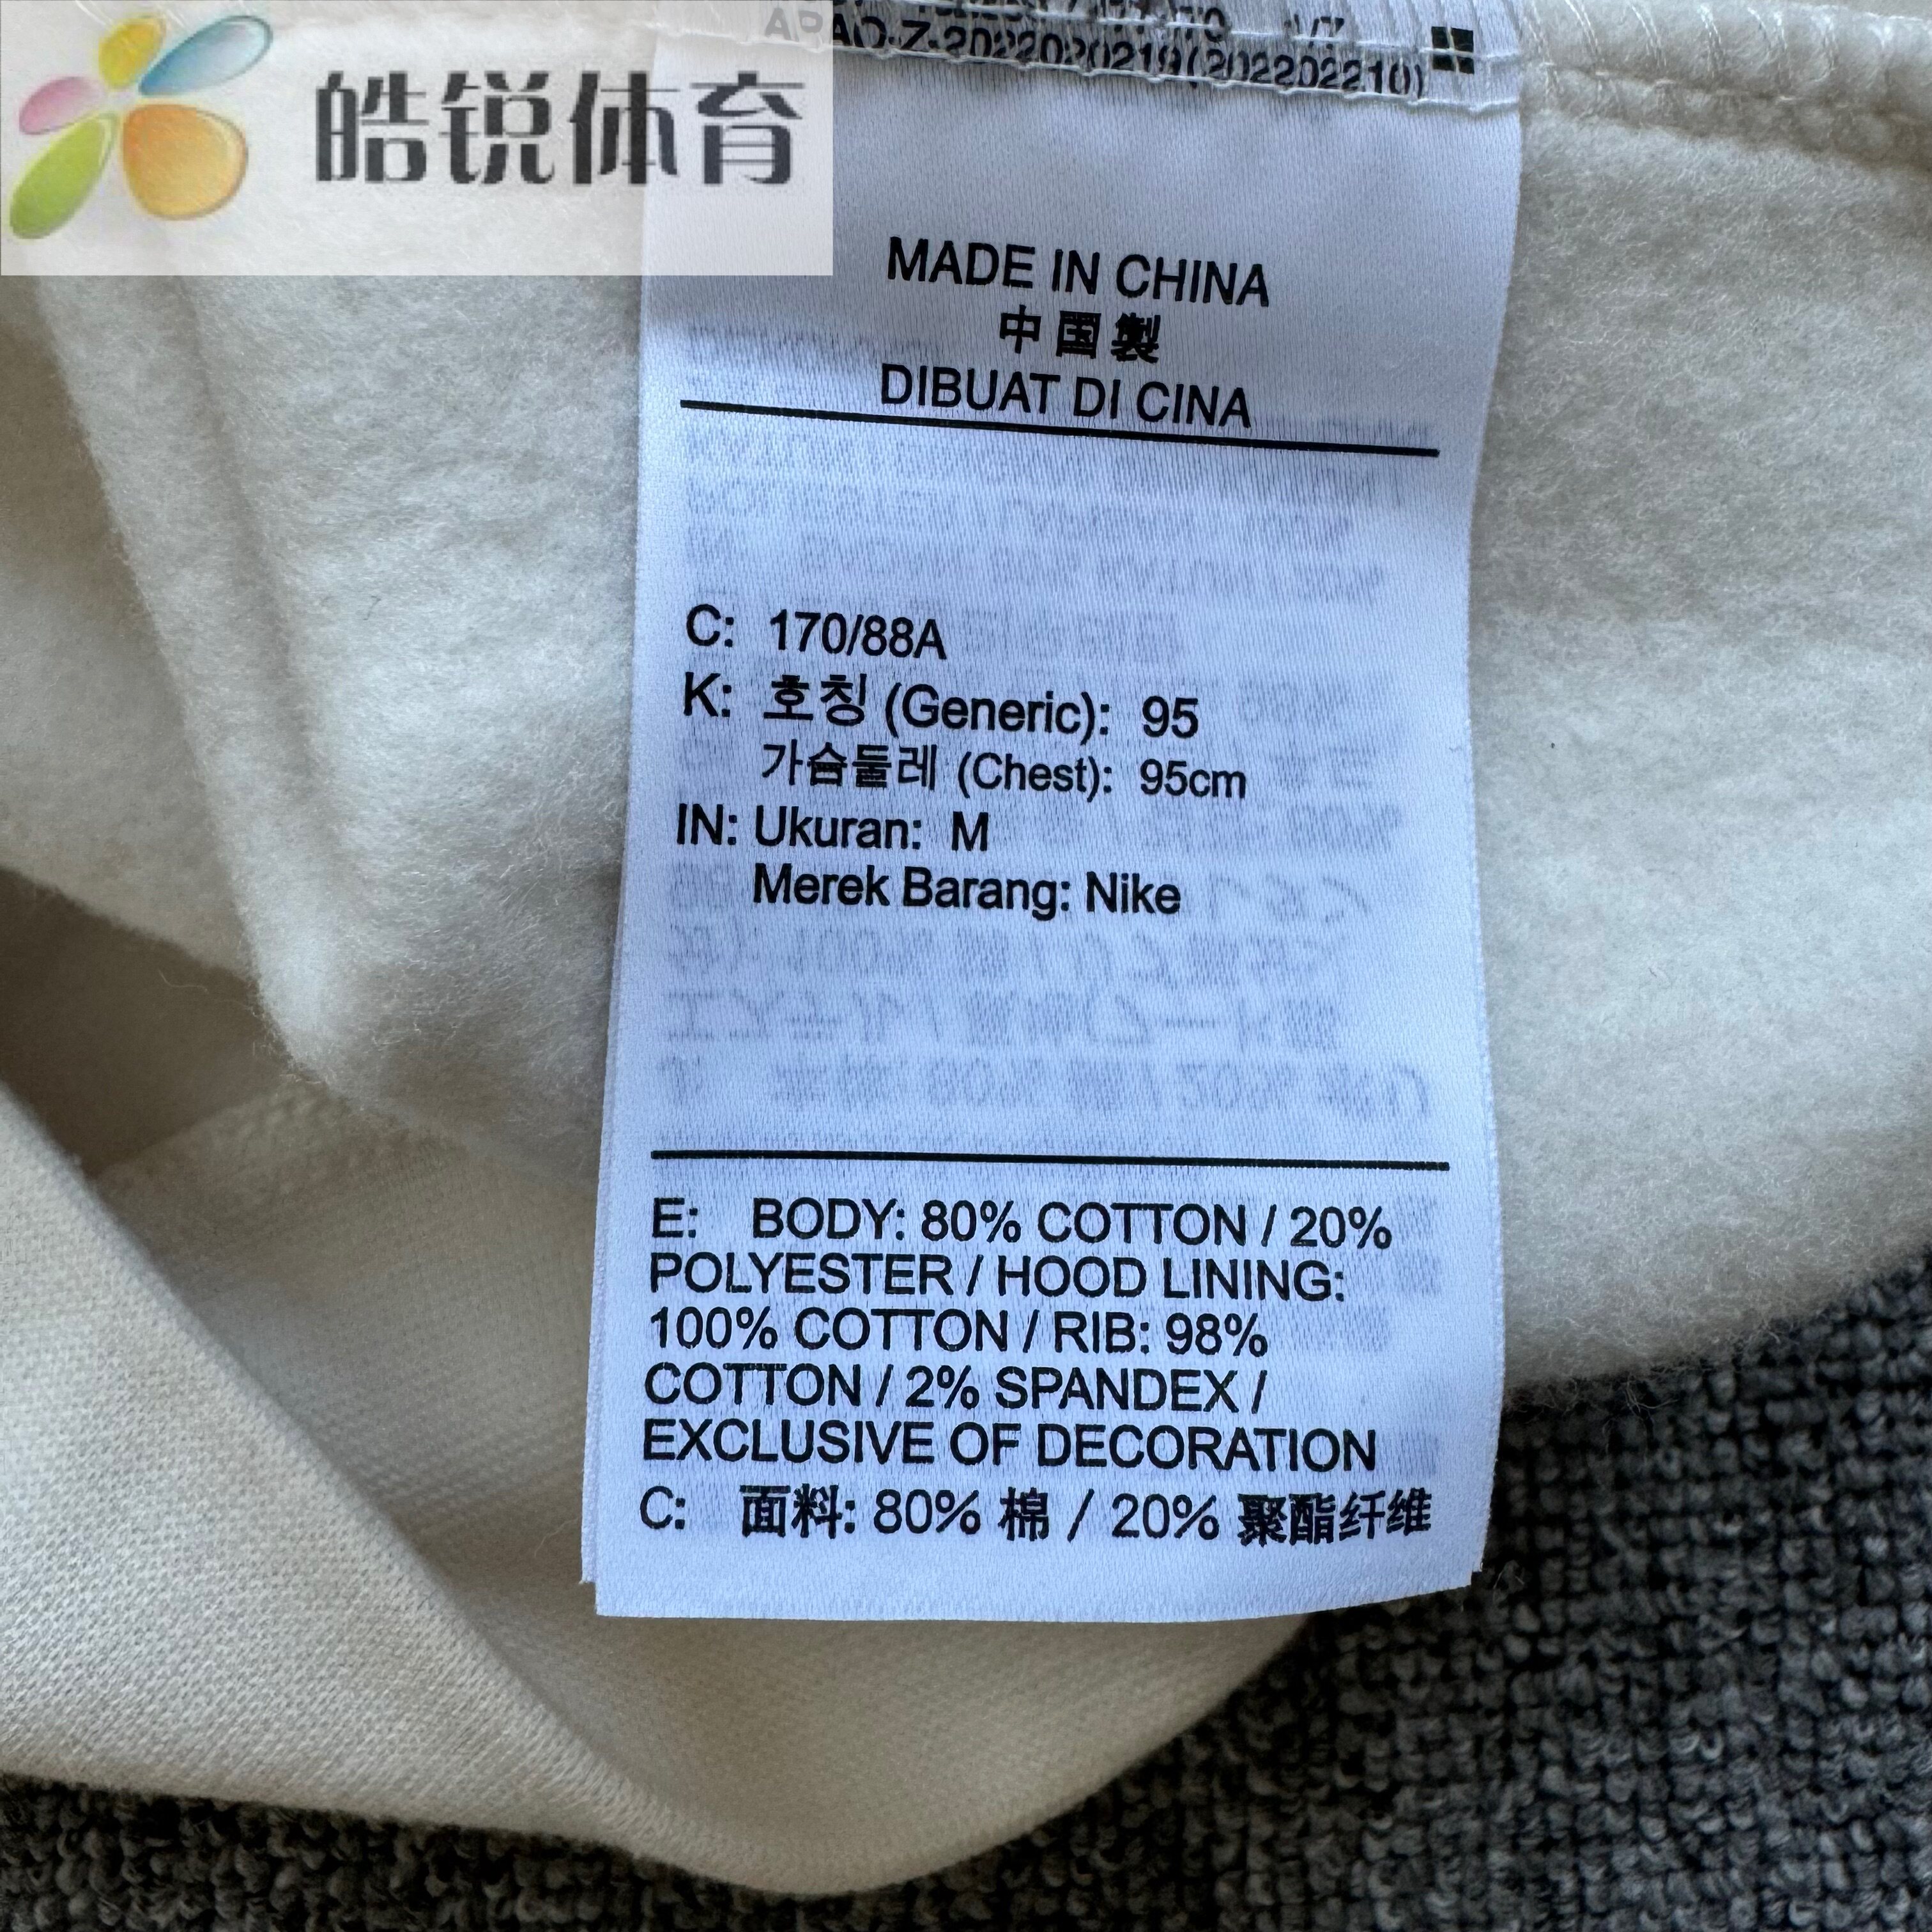 皓锐体育
APAO-Z-2022020219(202202210)
MADE IN CHINA
中国製
DIBUAT DI CINA
C: 170/88A
K: 호칭 (Generic): 95
가슴둘레 (Chest): 95cm
IN: Ukuran: M
Merek Barang: Nike
E: BODY: 80% COTTON / 20%
POLYESTER / HOOD LINING:
100% COTTON / RIB: 98%
COTTON / 2% SPANDEX /
EXCLUSIVE OF DECORATION
C: 面料: 80% 棉 / 20% 聚酯纤维